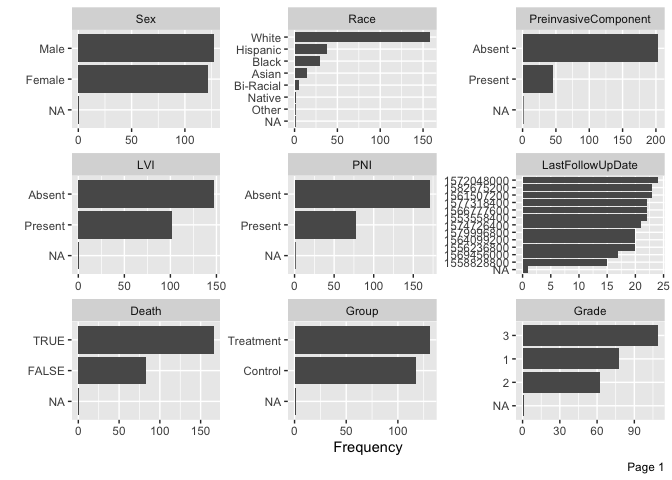 Sex
Male
Female
NA
0 50 100
Race
White
Hispanic
Black
Asian
Bi-Racial
Native
Other
NA
0 50 100 150
PreinvasiveComponent
Absent
Present
NA
0 50 100 150 200
LVI
Absent
Present
NA
0 50 100 150
PNI
Absent
Present
NA
0 50 100 150
LastFollowUpDate
1572048000
1582675200
1561507200
1577318400
1566777600
1553558400
1574726400
1579996800
1564099200
1556236800
1569456000
1558828800
NA
0 5 10 15 20 25
Death
TRUE
FALSE
NA
0 50 100 150
Group
Treatment
Control
NA
0 50 100
Grade
3
1
2
NA
0 30 60 90
Frequency
Page 1